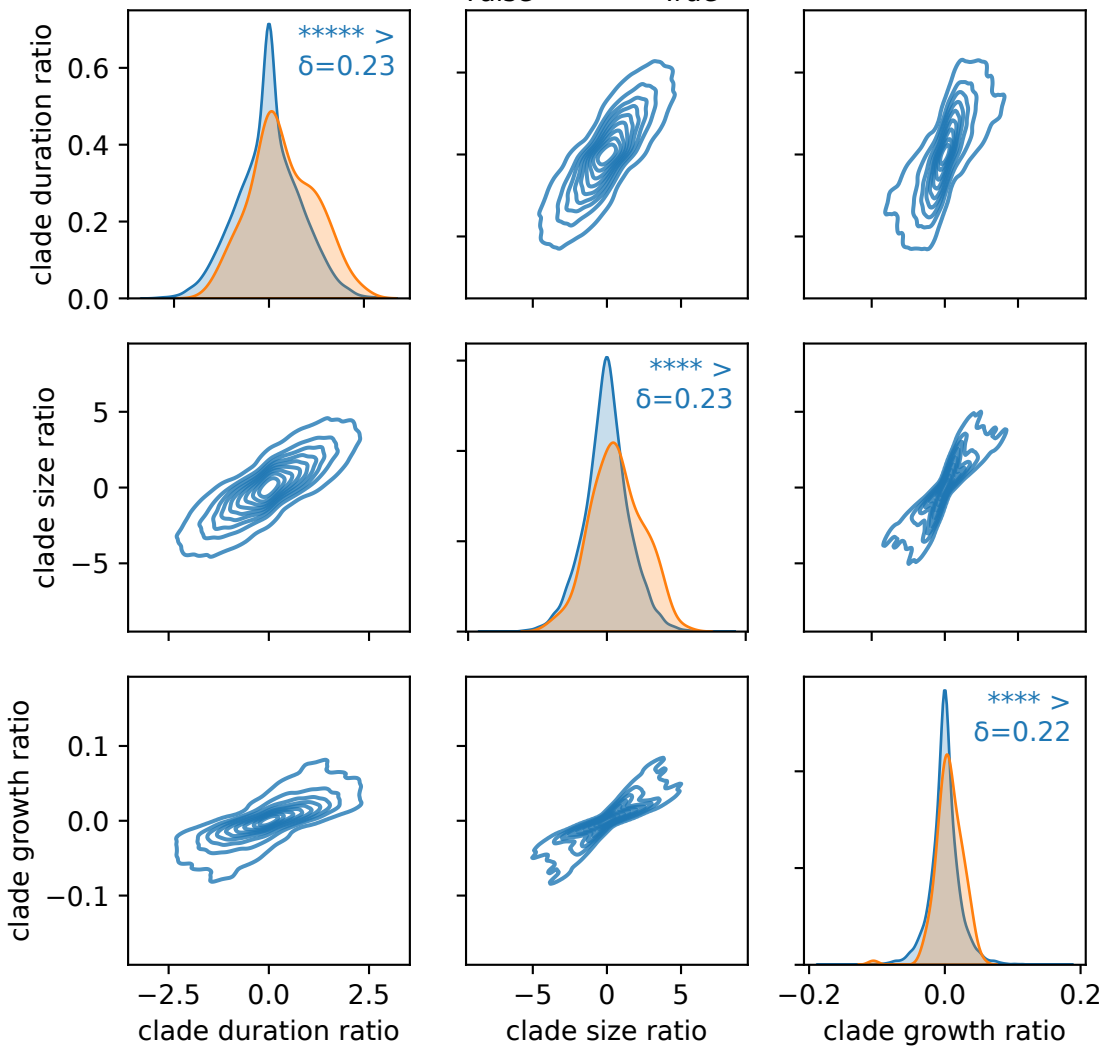 ***** >
δ=0.23
clade duration ratio
0.6
0.4
0.2
0.0
**** >
δ=0.23
clade size ratio
5
0
−5
**** >
δ=0.22
clade growth ratio
0.1
0.0
−0.1
−2.5 0.0 2.5
−5 0 5
−0.2 0.0 0.2
clade duration ratio
clade size ratio
clade growth ratio